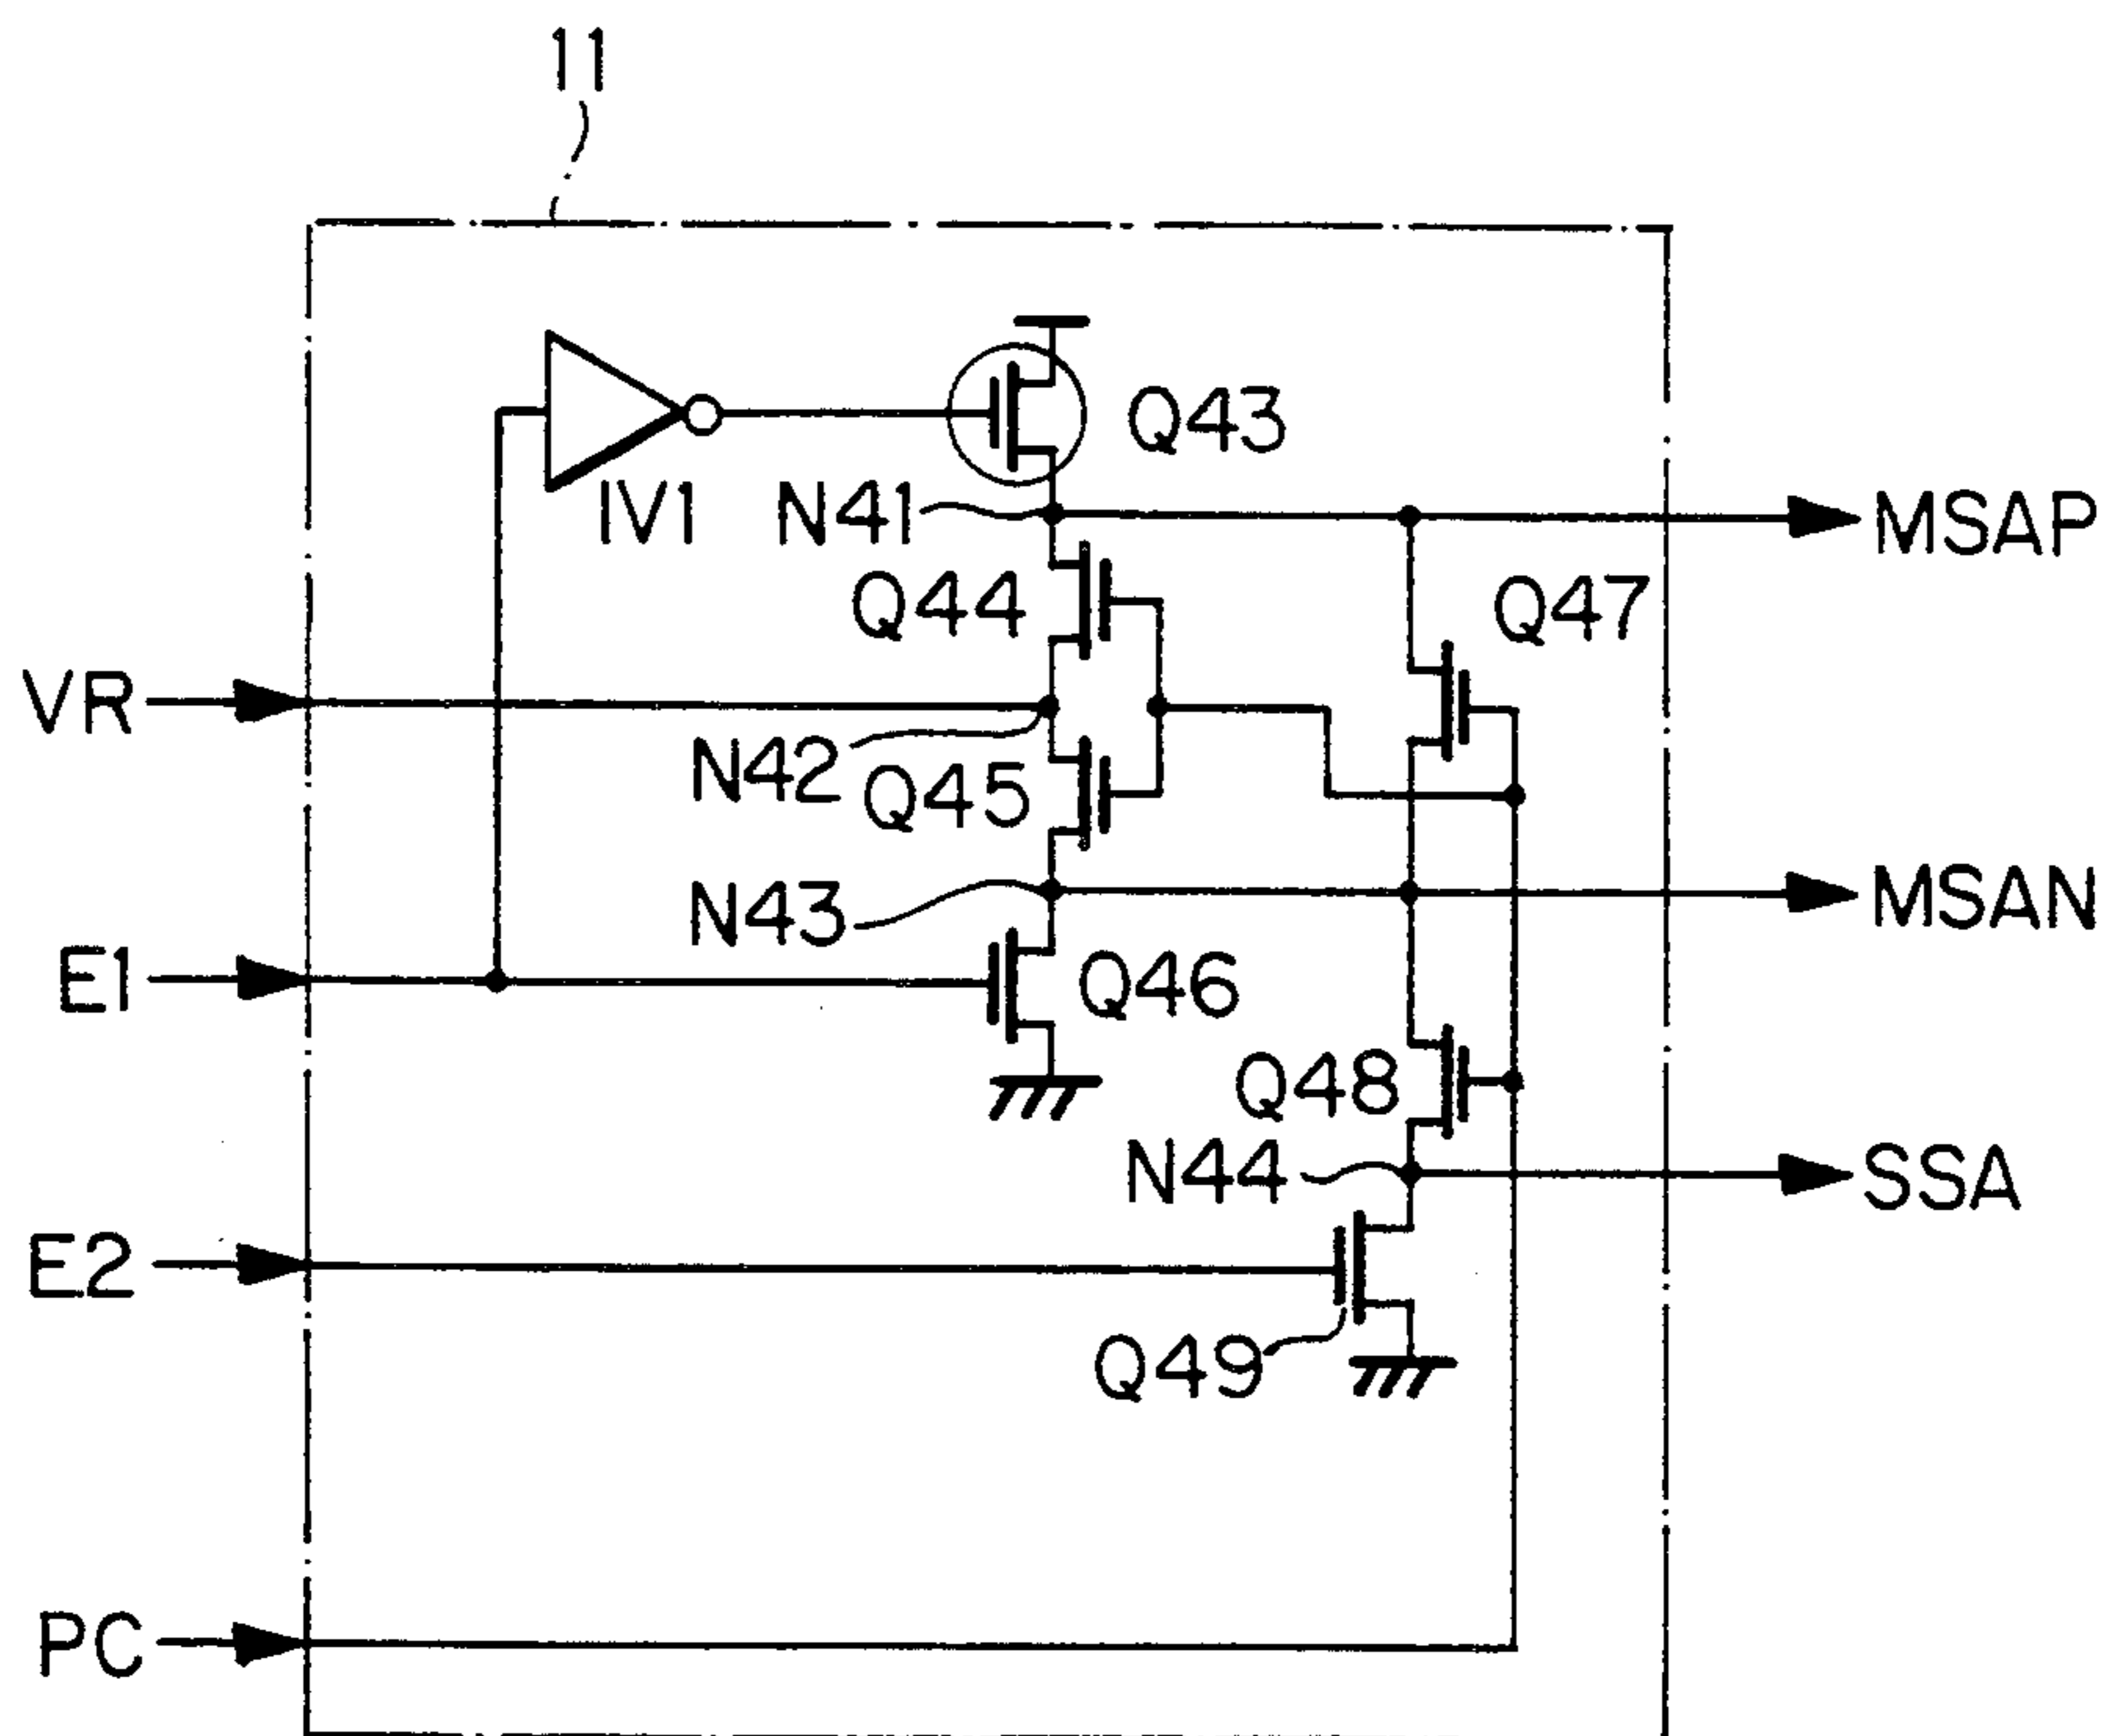 11
Q43
IV1
N41
MSAP
Q44
Q47
VR
N42
Q45
N43
MSAN
E1
Q46
Q48
N44
SSA
E2
Q49
PC